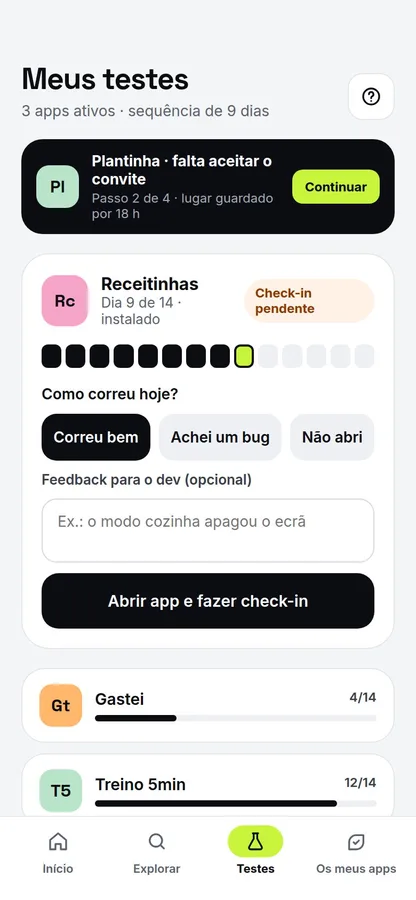 Meus testes
3 apps ativos · sequência de 9 dias
Pl
Plantinha · falta aceitar o
convite
Passo 2 de 4 · lugar guardado
por 18 h
Continuar
Rc
Receitinhas
Dia 9 de 14 ·
instalado
Check-in
pendente
Como correu hoje?
Correu bem
Achei um bug
Não abri
Feedback para o dev (opcional)
Ex.: o modo cozinha apagou o ecrã
Abrir app e fazer check-in
Gt
Gastei
4/14
T5
Treino 5min
12/14
Início
Explorar
Testes
Os meus apps